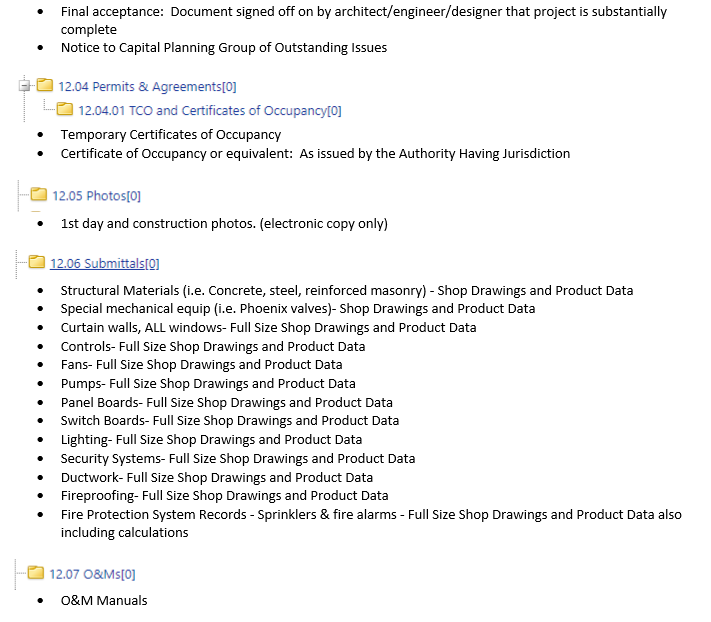 Final acceptance:  Document signed off on by architect/engineer/designer that project is substantially
complete
Notice to Capital Planning Group of Outstanding Issues
12.04 Permits & Agreements[0]
12.04.01 TCO and Certificates of Occupancy[0]
Temporary Certificates of Occupancy
Certificate of Occupancy or equivalent:  As issued by the Authority Having Jurisdiction
12.05 Photos[0]
1st day and construction photos. (electronic copy only)
12.06 Submittals[0]
Structural Materials (i.e. Concrete, steel, reinforced masonry) - Shop Drawings and Product Data
Special mechanical equip (i.e. Phoenix valves)- Shop Drawings and Product Data
Curtain walls, ALL windows- Full Size Shop Drawings and Product Data
Controls- Full Size Shop Drawings and Product Data
Fans- Full Size Shop Drawings and Product Data
Pumps- Full Size Shop Drawings and Product Data
Panel Boards- Full Size Shop Drawings and Product Data
Switch Boards- Full Size Shop Drawings and Product Data
Lighting- Full Size Shop Drawings and Product Data
Security Systems- Full Size Shop Drawings and Product Data
Ductwork- Full Size Shop Drawings and Product Data
Fireproofing- Full Size Shop Drawings and Product Data
Fire Protection System Records - Sprinklers & fire alarms - Full Size Shop Drawings and Product Data also
including calculations
12.07 O&Ms[0]
O&M Manuals